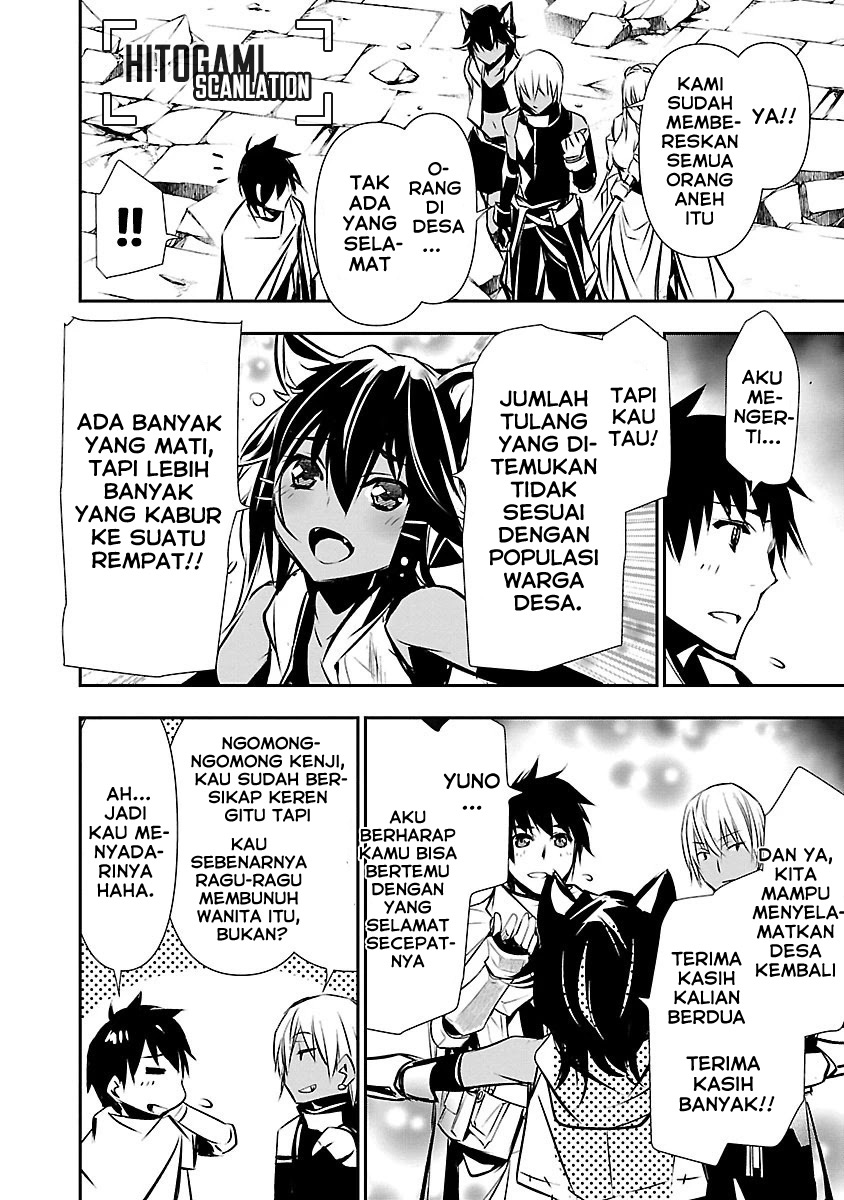 HITOGAMI
SCANLATION
YA!!
KAMI
SUDAH
MEMBE-
RESKAN
SEMUA
ORANG
ANEH
ITU
O-
RANG
DI
DESA
...
TAK
ADA
YANG
SELA-
MAT
!!
AKU
ME-
NGER-
TI...
TAPI
KAU
TAU!
JUMLAH
TULANG
YANG DI-
TEMUKAN
TIDAK
SESUAI
DENGAN
POPULASI
WARGA
DESA.
ADA BANYAK
YANG MATI,
TAPI LEBIH
BANYAK
YANG KABUR
KE SUATU
REMPAT!!
DAN YA,
KITA
MAMPU
MENYELA-
MATKAN
DESA
KEMBALI
TERIMA
KASIH
KALIAN
BERDUA
TERIMA
KASIH
BANYAK!!
YUNO
...
AKU
BERHARAP
KAMU BISA
BERTEMU
DENGAN
YANG
SELAMAT
SECEPAT-
NYA
NGOMONG-
NGOMONG KENJI,
KAU SUDAH BER-
SIKAP KEREN
GITU TAPI
KAU
SEBENARNYA
RAGU-RAGU
MEMBUNUH
WANITA ITU,
BUKAN?
AH...
JADI
KAU ME-
NYADA-
RINYA
HAHA.